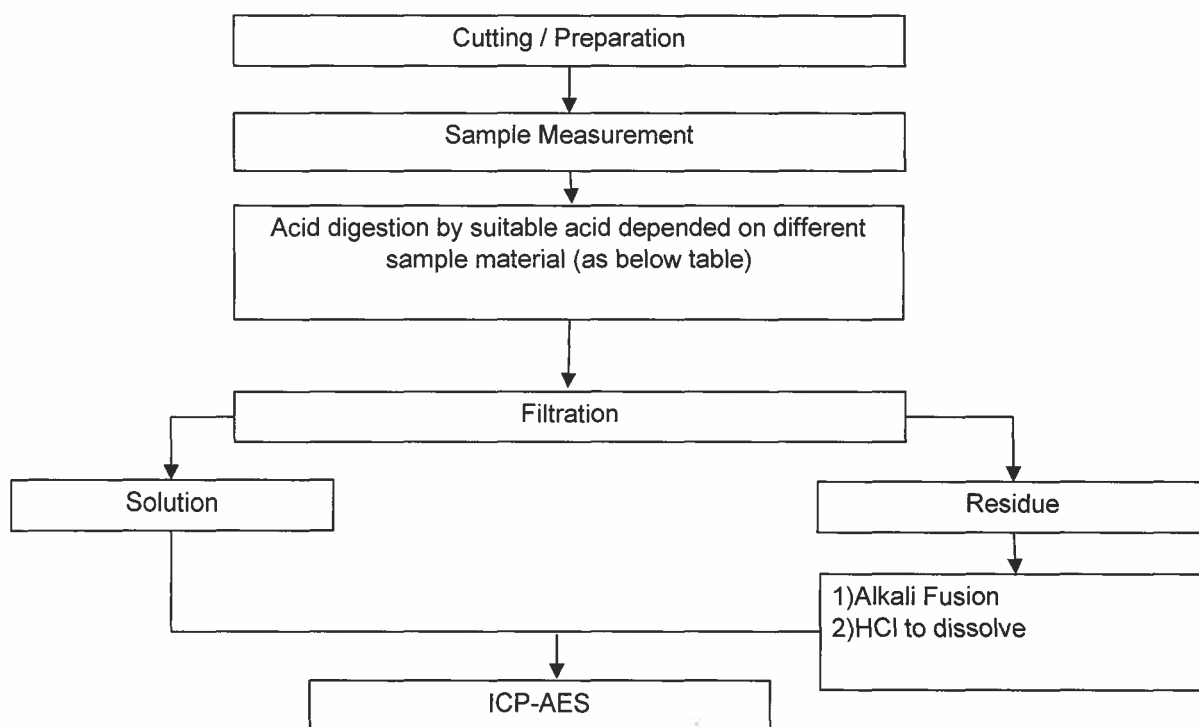 Cutting / Preparation
Sample Measurement
Acid digestion by suitable acid depended on different
sample material (as below table)
Filtration
Solution
Residue
1)Alkali Fusion
2)HCl to dissolve
ICP-AES